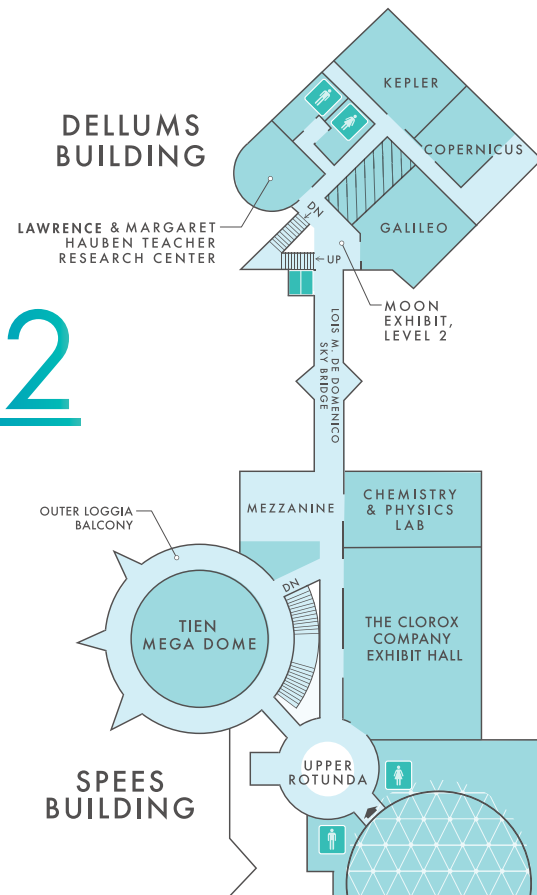 KEPLER
DELLUMS
BUILDING
COPERNICUS
DN
LAWRENCE & MARGARET
HAUBEN TEACHER
RESEARCH CENTER
GALILEO
UP
MOON
EXHIBIT,
LEVEL 2
2
LOIS M. DE DOMENICO
SKY BRIDGE
MEZZANINE
CHEMISTRY
& PHYSICS
LAB
OUTER LOGGIA
BALCONY
DN
TIEN
MEGA DOME
THE CLOROX
COMPANY
EXHIBIT HALL
UPPER
ROTUNDA
SPEES
BUILDING